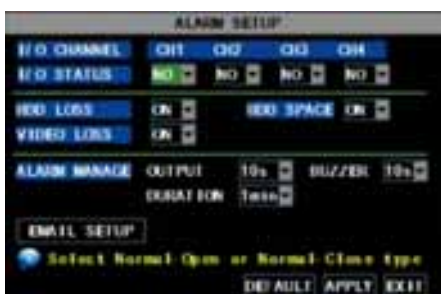 ALARM SETUP
I/O CHANNEL CH1 CH2 CH3 CH4
I/O STATUS NO NO NO NO
HDD LOSS ON HDD SPACE ON
VIDEO LOSS ON
ALARM MANAGE OUTPUT 10s BUZZER 10s
DURATION 1min
EMAIL SETUP
Select Normal Open or Normal Close type
DEFAULT APPLY EXIT